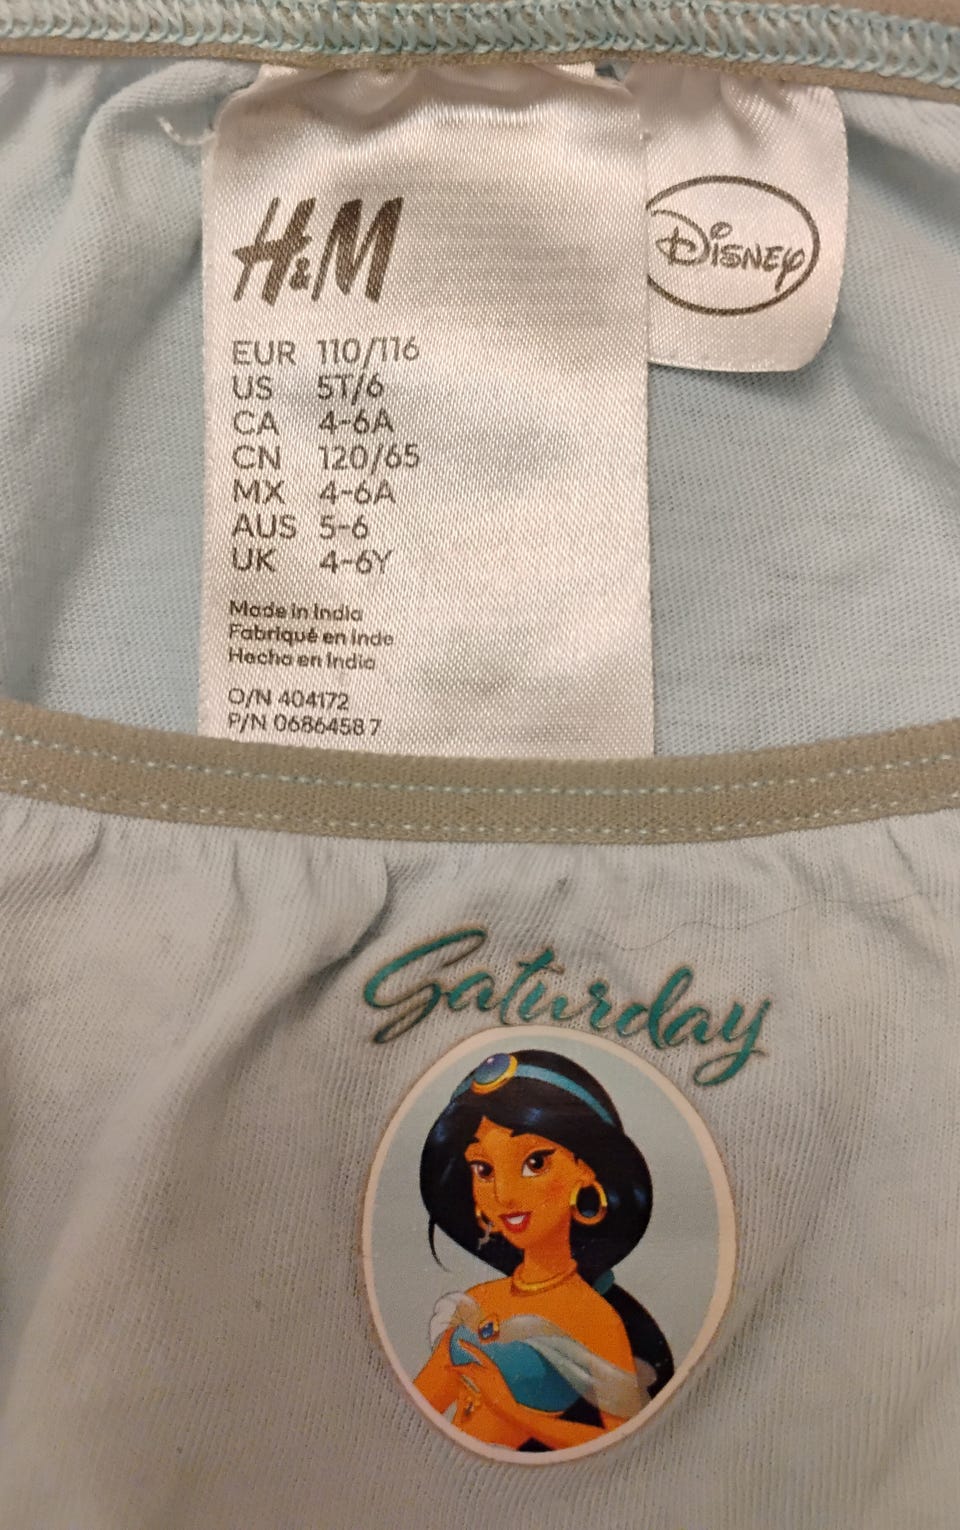 H&M
DISNEY
EUR 110/116
US 5T/6
CA 4-6A
CN 120/65
MX 4-6A
AUS 5-6
UK 4-6Y
Made in India
Fabriqué en Inde
Hecho en India
O/N 404172
P/N 0686458 7
Saturday